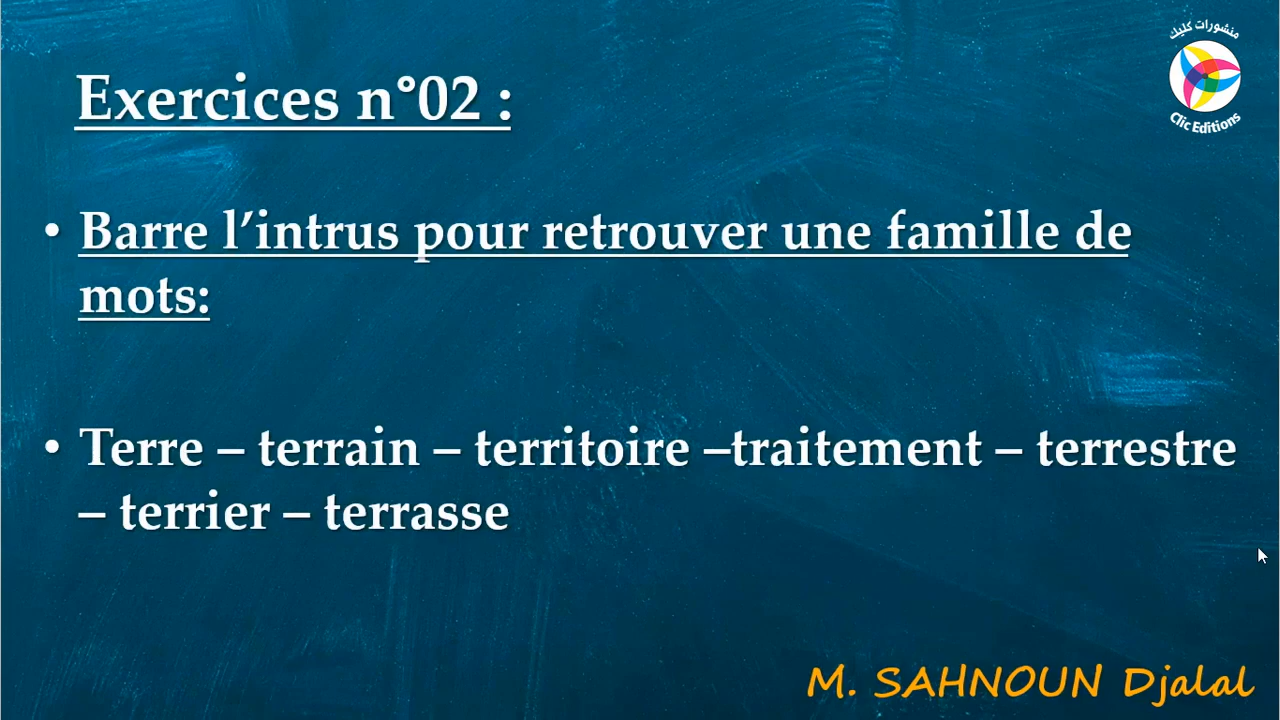 منشورات كليك
Clic Editions
Exercices n°02 :
• Barre l’intrus pour retrouver une famille de
mots:
• Terre – terrain – territoire –traitement – terrestre
– terrier – terrasse
M. SAHNOUN Djalal